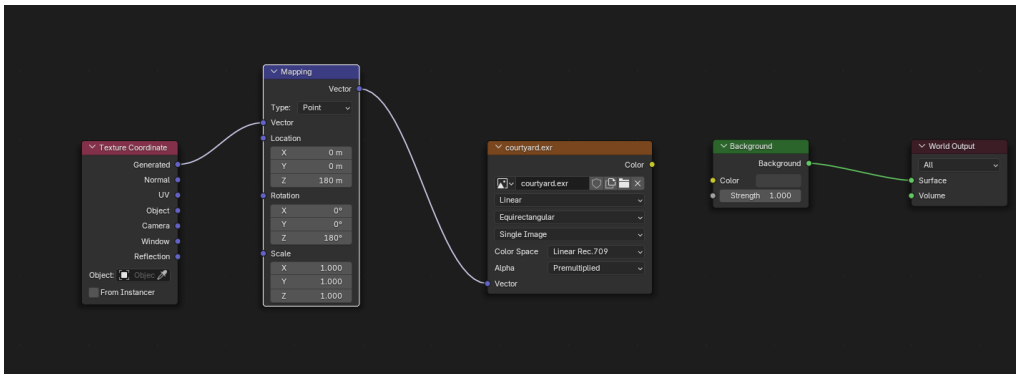 Mapping
Vector
Type: Point
Vector
Location
X 0 m
Y 0 m
Z 180 m
Rotation
X 0°
Y 0°
Z 180°
Scale
X 1.000
Y 1.000
Z 1.000
Texture Coordinate
Generated
Normal
UV
Object
Camera
Window
Reflection
Object: Objec
From Instancer
courtyard.exr
Color
courtyard.exr
Linear
Equirectangular
Single Image
Color Space Linear Rec.709
Alpha Premultiplied
Vector
Background
Background
Color
Strength 1.000
World Output
All
Surface
Volume